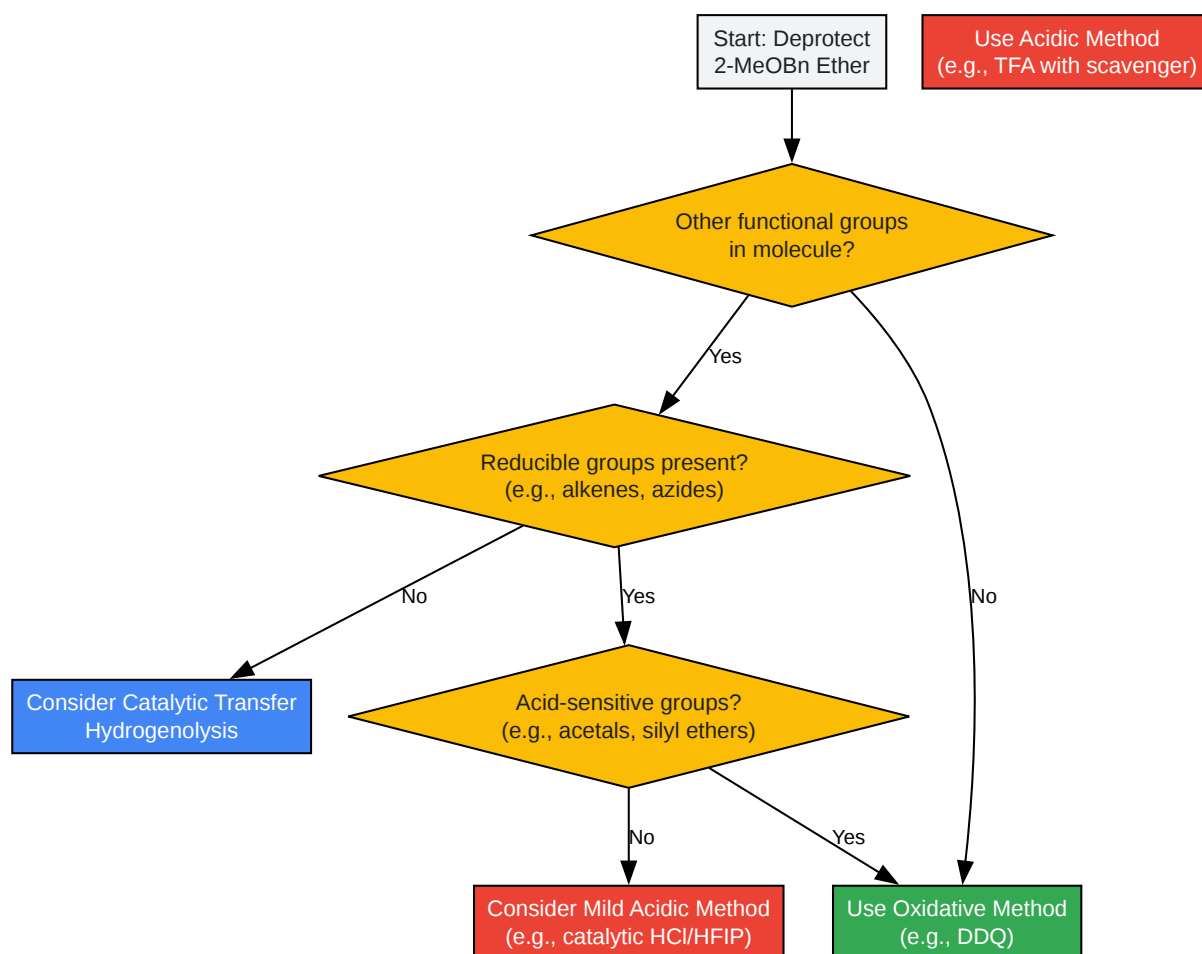 Start: Deprotect
2-MeOBn Ether
Use Acidic Method
(e.g., TFA with scavenger)
Other functional groups
in molecule?
Yes
No
Reducible groups present?
(e.g., alkenes, azides)
No
Yes
Consider Catalytic Transfer
Hydrogenolysis
Acid-sensitive groups?
(e.g., acetals, silyl ethers)
No
Yes
Consider Mild Acidic Method
(e.g., catalytic HCl/HFIP)
Use Oxidative Method
(e.g., DDQ)